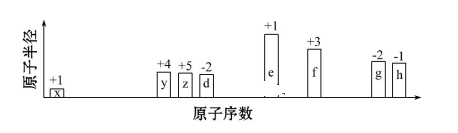 原子半径
+1 +4 +5 -2 +1 +3 -2 -1
x y z d e f g h
原子序数